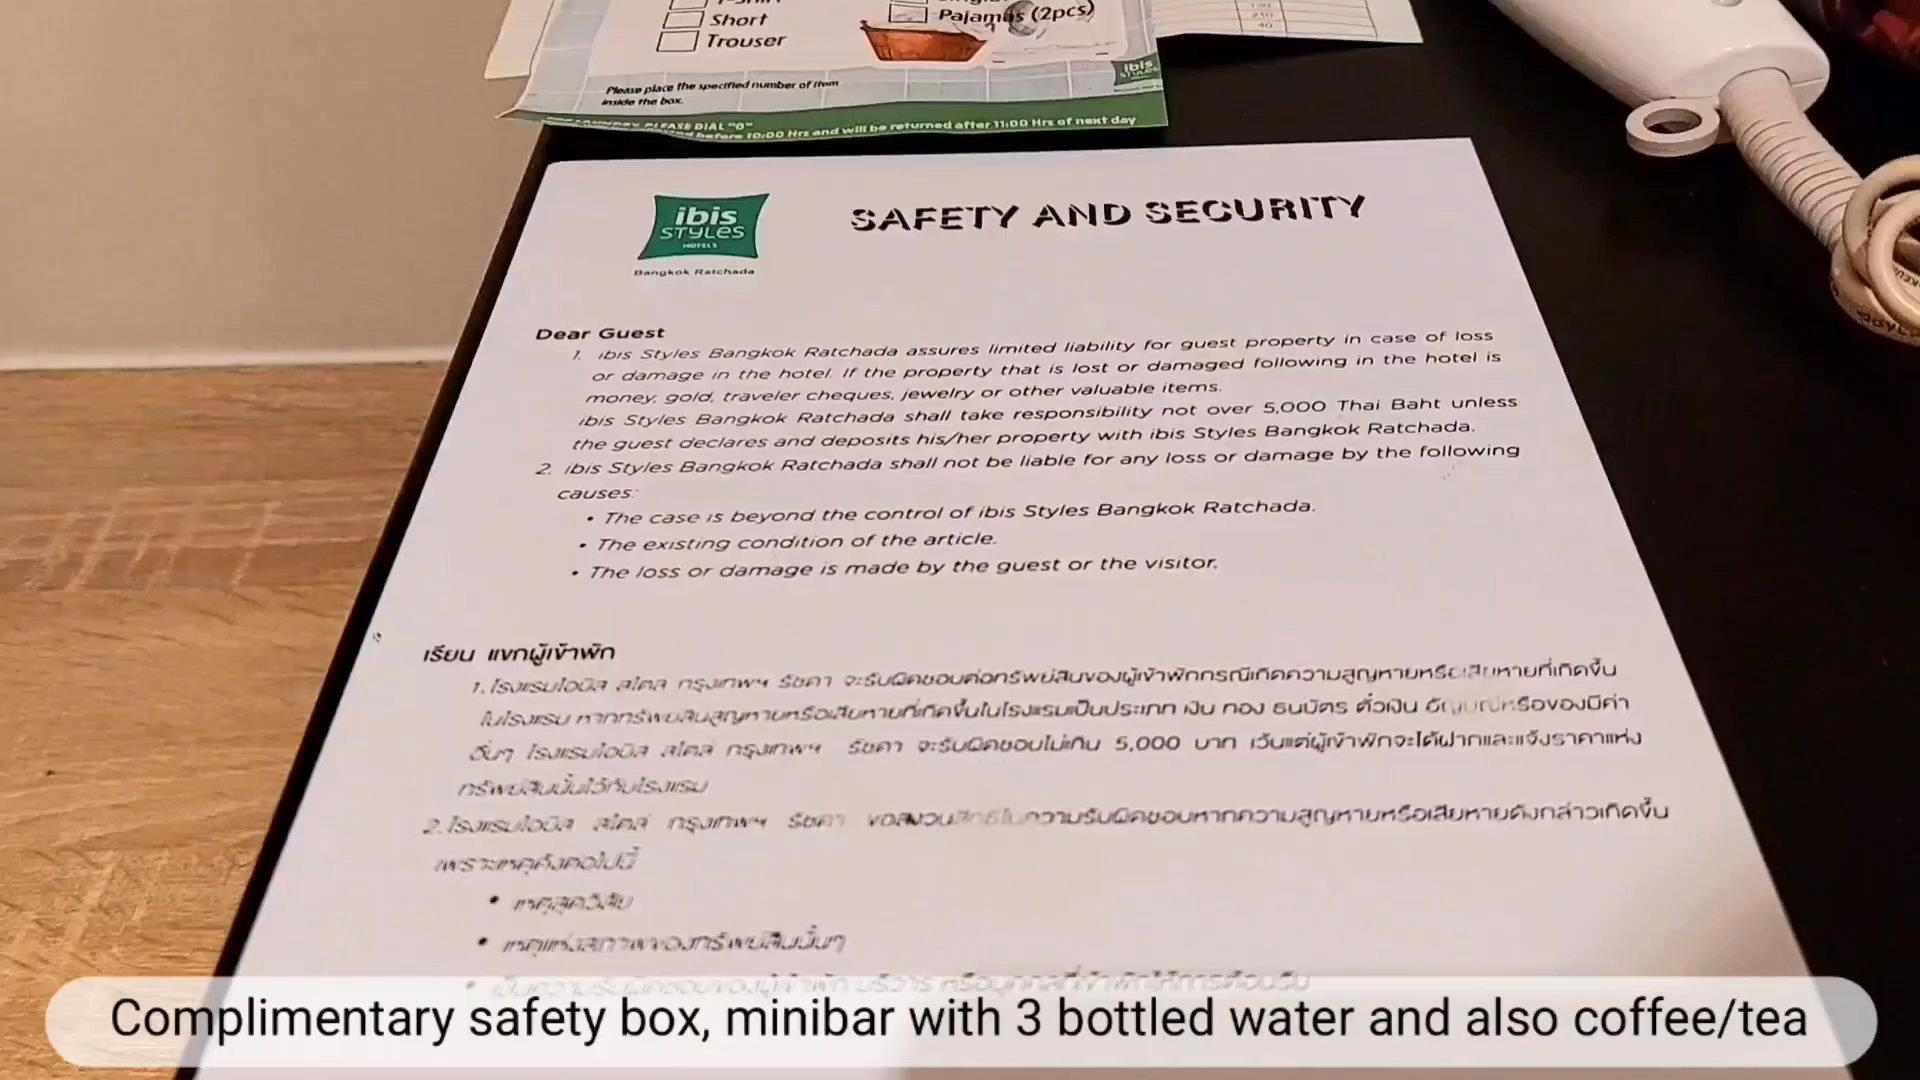 Short
Pajamas (2pcs)
Trouser
Please place the specified number of item
inside the box.
ibis
STYLES
PLEASE DIAL "0"
before 10:00 Hrs and will be returned after 11:00 Hrs of next day
ibis
STYLES
HOTELS
Bangkok Ratchada
SAFETY AND SECURITY
Dear Guest
1. ibis Styles Bangkok Ratchada assures limited liability for guest property in case of loss
or damage in the hotel. If the property that is lost or damaged following in the hotel is
money, gold, traveler cheques, jewelry or other valuable items.
ibis Styles Bangkok Ratchada shall take responsibility not over 5,000 Thai Baht unless
the guest declares and deposits his/her property with ibis Styles Bangkok Ratchada.
2. ibis Styles Bangkok Ratchada shall not be liable for any loss or damage by the following
causes:
• The case is beyond the control of ibis Styles Bangkok Ratchada.
• The existing condition of the article.
• The loss or damage is made by the guest or the visitor.
เรียน แขกผู้เข้าพัก
1. โรงแรมไอบิส สไตล์ กรุงเทพฯ รัชดา จะรับผิดชอบต่อทรัพย์สินของผู้เข้าพักกรณีเกิดความสูญหายหรือเสียหายที่เกิดขึ้น
ในโรงแรม หากทรัพย์สินสูญหายหรือเสียหายที่เกิดขึ้นในโรงแรมเป็นประเภท เงิน ทอง ธนบัตร ตั๋วเงิน อัญมณีหรือของมีค่า
อื่นๆ โรงแรมไอบิส สไตล์ กรุงเทพฯ รัชดา จะรับผิดชอบไม่เกิน 5,000 บาท เว้นแต่ผู้เข้าพักจะได้ฝากและแจ้งราคาแห่ง
ทรัพย์สินนั้นไว้กับโรงแรม
2. โรงแรมไอบิส สไตล์ กรุงเทพฯ รัชดา ขอสงวนสิทธิในความรับผิดชอบหากความสูญหายหรือเสียหายดังกล่าวเกิดขึ้น
เพราะเหตุดังต่อไปนี้
• เหตุสุดวิสัย
• เหตุแห่งสภาพของทรัพย์สินนั้นๆ
Complimentary safety box, minibar with 3 bottled water and also coffee/tea